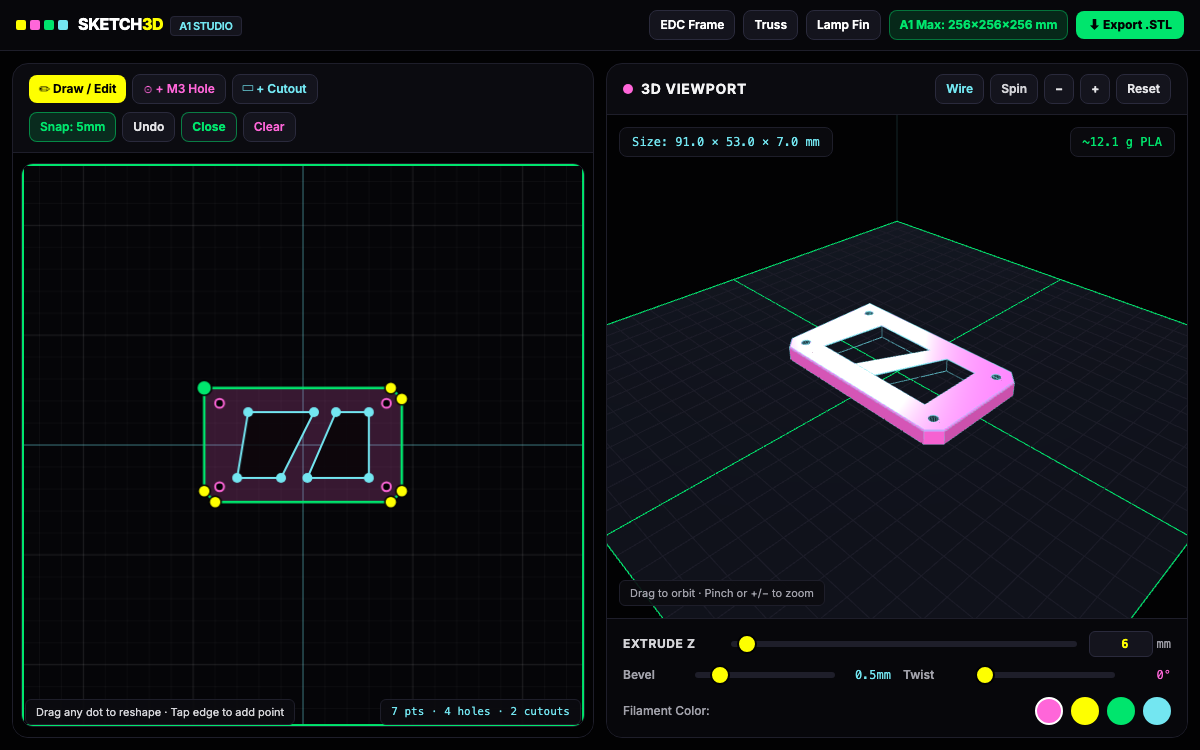 SKETCH3D
A1 STUDIO
EDC Frame
Truss
Lamp Fin
A1 Max: 256×256×256 mm
⬇ Export .STL
✏ Draw / Edit
⊙ + M3 Hole
▭ + Cutout
Snap: 5mm
Undo
Close
Clear
Drag any dot to reshape · Tap edge to add point
7 pts · 4 holes · 2 cutouts
3D VIEWPORT
Wire
Spin
−
+
Reset
Size: 91.0 × 53.0 × 7.0 mm
~12.1 g PLA
Drag to orbit · Pinch or +/− to zoom
EXTRUDE Z
6 mm
Bevel
0.5mm
Twist
0°
Filament Color: